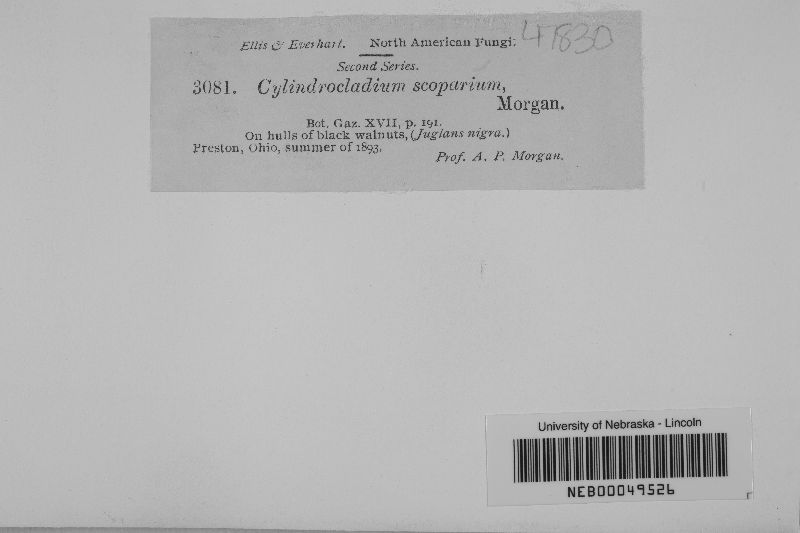 Ellis & Everhart. North American Fungi. 47830
Second Series.
3081. Cylindrocladium scoparium,
Morgan.
Bot. Gaz. XVII, p. 191.
On hulls of black walnuts, (Juglans nigra.)
Preston, Ohio, summer of 1893.
Prof. A. P. Morgan.
University of Nebraska - Lincoln
NEB00049526